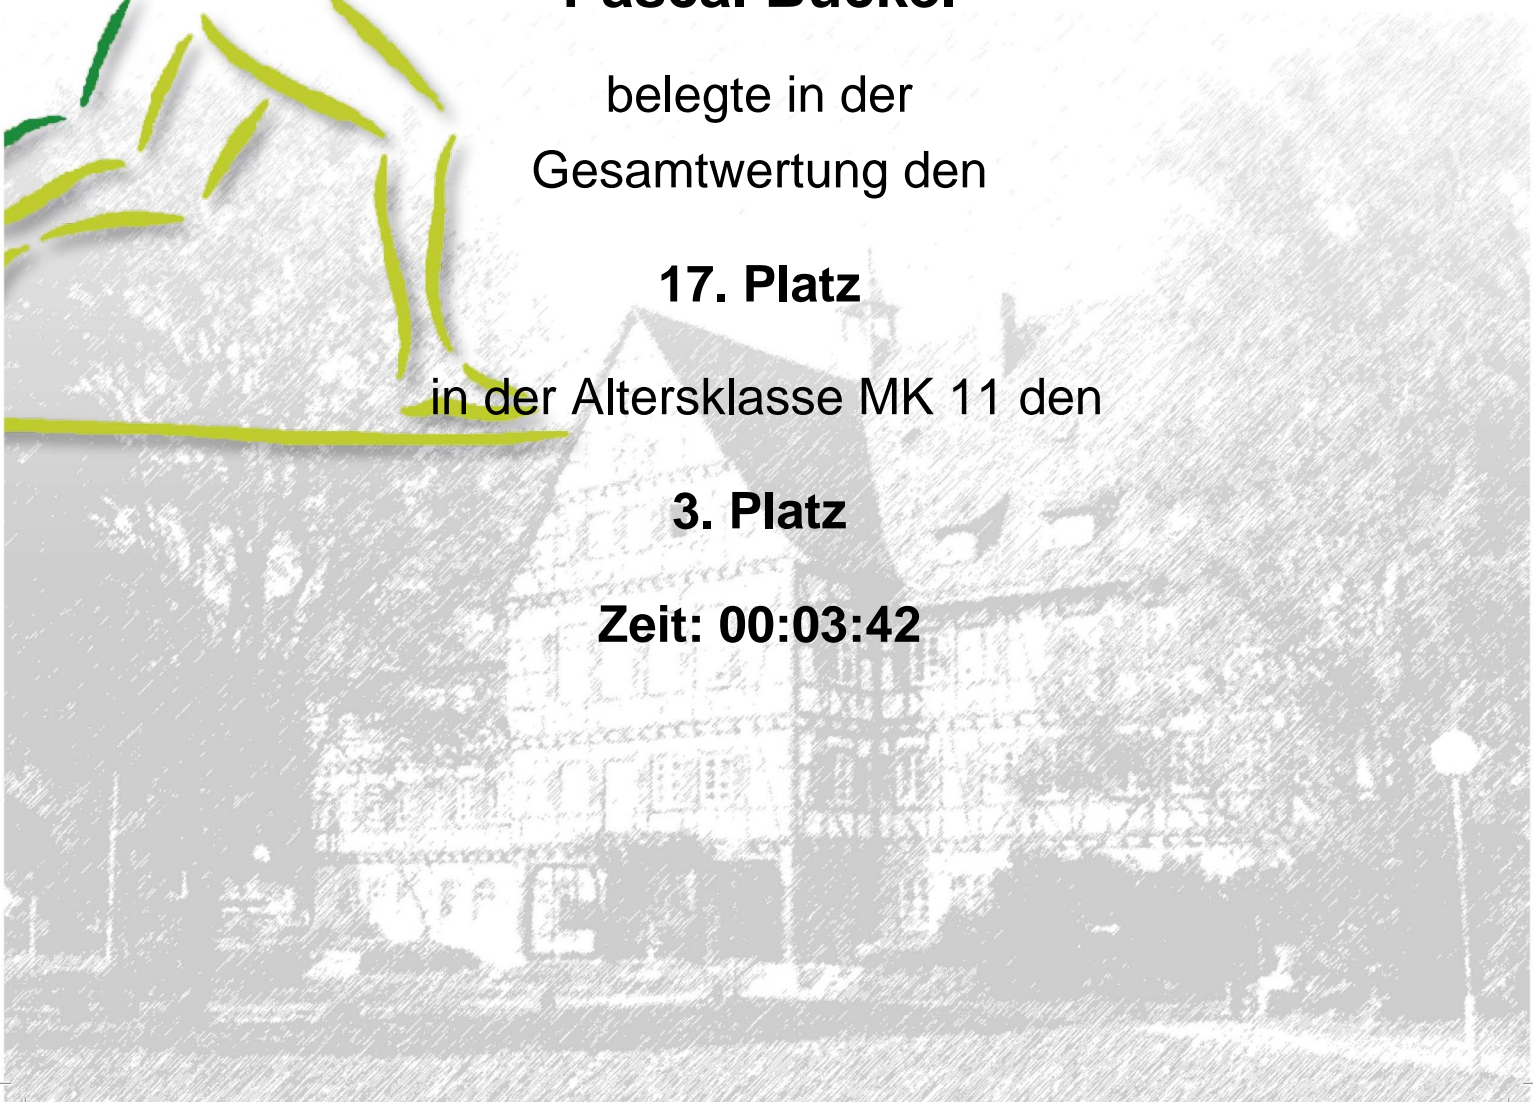 Pascal
belegte in der
Gesamtwertung den
17. Platz
in der Altersklasse MK 11 den
3. Platz
Zeit: 00:03:42